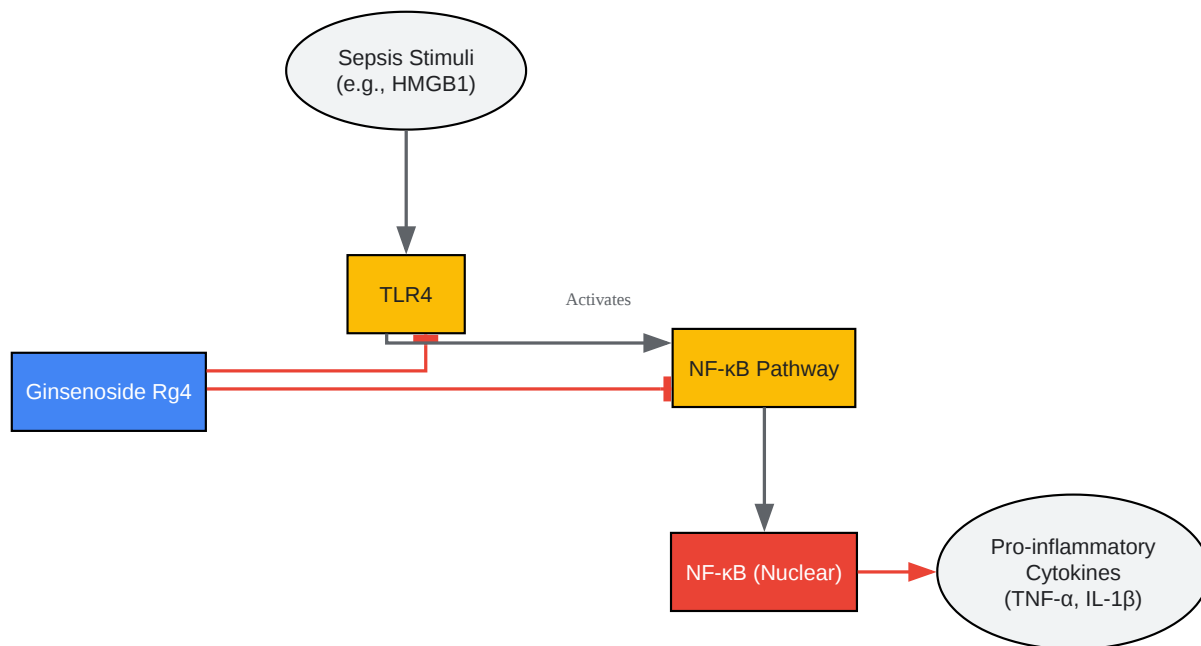 Sepsis Stimuli
(e.g., HMGB1)
TLR4
Activates
Ginsenoside Rg4
NF-κB Pathway
NF-κB (Nuclear)
Pro-inflammatory
Cytokines
(TNF-α, IL-1β)